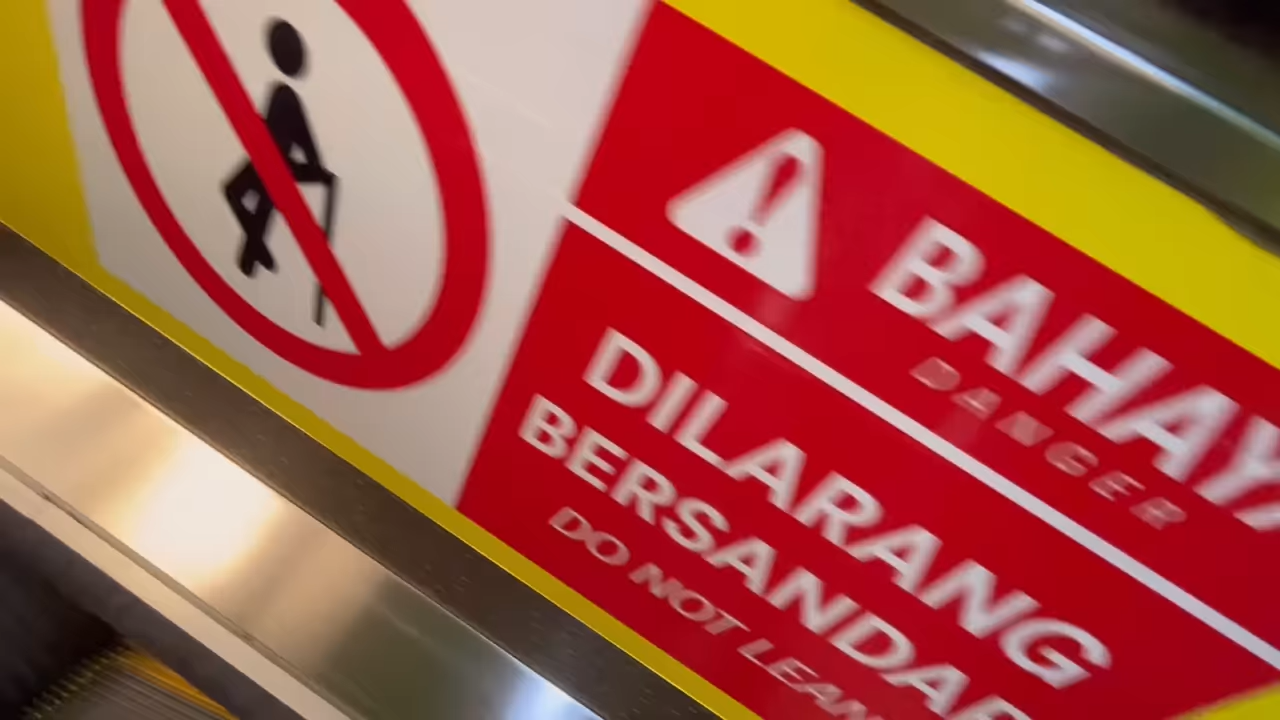 BAHAYA
DANGER
DILARANG
BERSANDAR
DO NOT LEAN